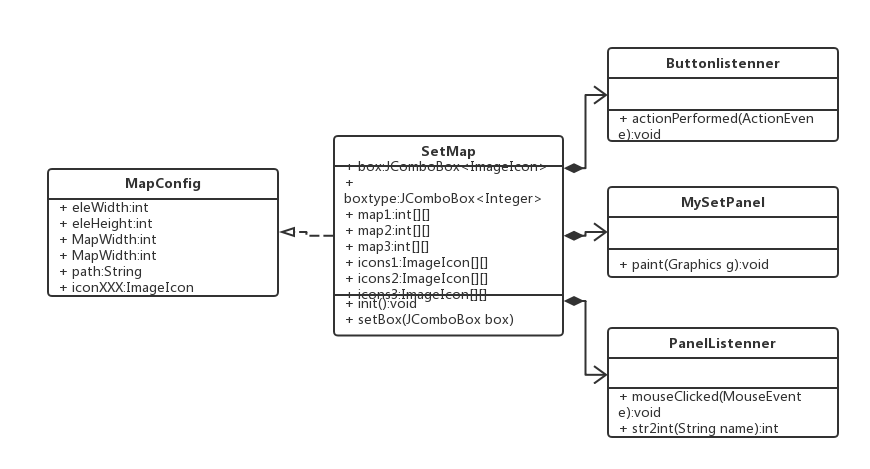 MapConfig
+ eleWidth:int
+ eleHeight:int
+ MapWidth:int
+ MapWidth:int
+ path:String
+ iconXXX:ImageIcon
SetMap
+ box:JComboBox<ImageIcon>
+
boxtype:JComboBox<Integer>
+ map1:int[][]
+ map2:int[][]
+ map3:int[][]
+ icons1:ImageIcon[][]
+ icons2:ImageIcon[][]
+ icons3:ImageIcon[][]
+ init():void
+ setBox(JComboBox box)
Buttonlistenner
+ actionPerformed(ActionEven
e):void
MySetPanel
+ paint(Graphics g):void
PanelListenner
+ mouseClicked(MouseEvent
e):void
+ str2int(String name):int